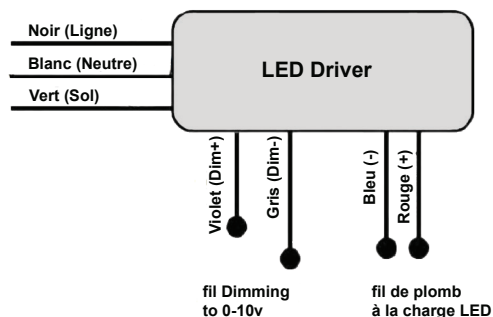 Noir (Ligne)
Blanc (Neutre)
Vert (Sol)
LED Driver
Violet (Dim+)
Gris (Dim-)
Bleu (-)
Rouge (+)
fil Dimming
to 0-10v
fil de plomb
à la charge LED